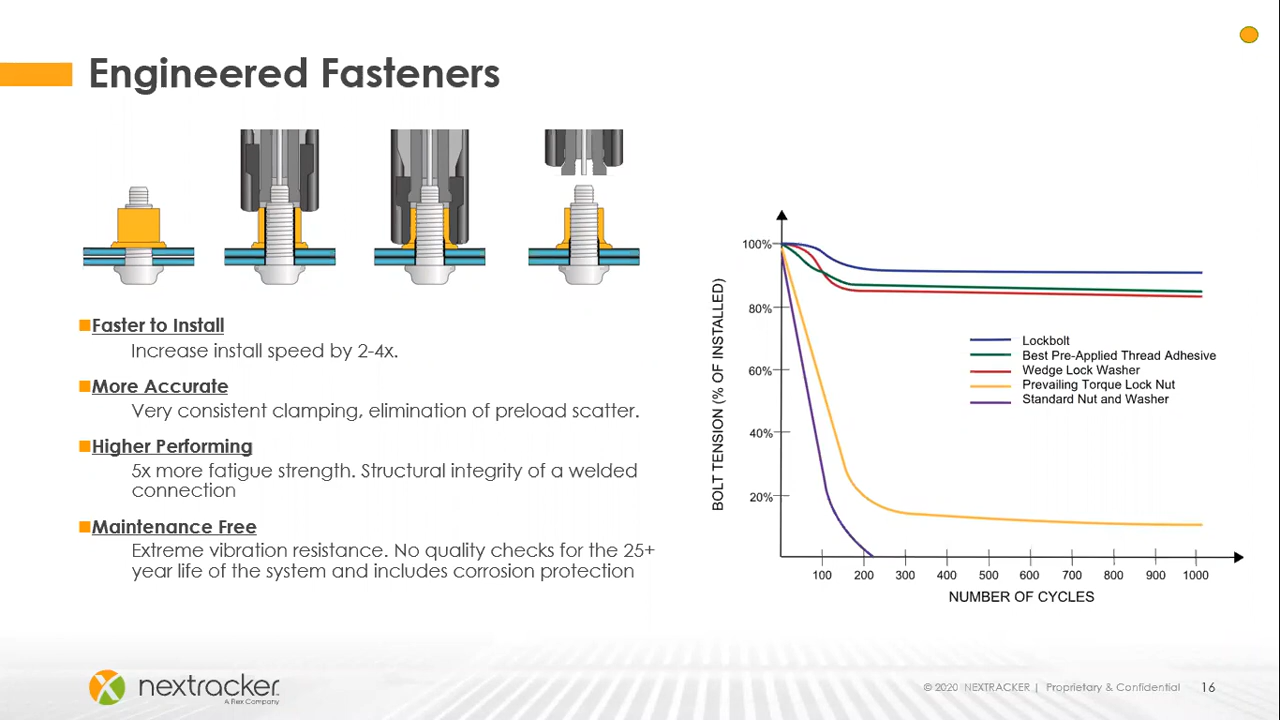 Engineered Fasteners
Faster to Install
Increase install speed by 2-4x.
More Accurate
Very consistent clamping, elimination of preload scatter.
Higher Performing
5x more fatigue strength. Structural integrity of a welded
connection
Maintenance Free
Extreme vibration resistance. No quality checks for the 25+
year life of the system and includes corrosion protection
BOLT TENSION (% OF INSTALLED)
100%
80%
60%
40%
20%
Lockbolt
Best Pre-Applied Thread Adhesive
Wedge Lock Washer
Prevailing Torque Lock Nut
Standard Nut and Washer
100 200 300 400 500 600 700 800 900 1000
NUMBER OF CYCLES
nextracker
A Flex Company
© 2020 NEXTRACKER | Proprietary & Confidential 16